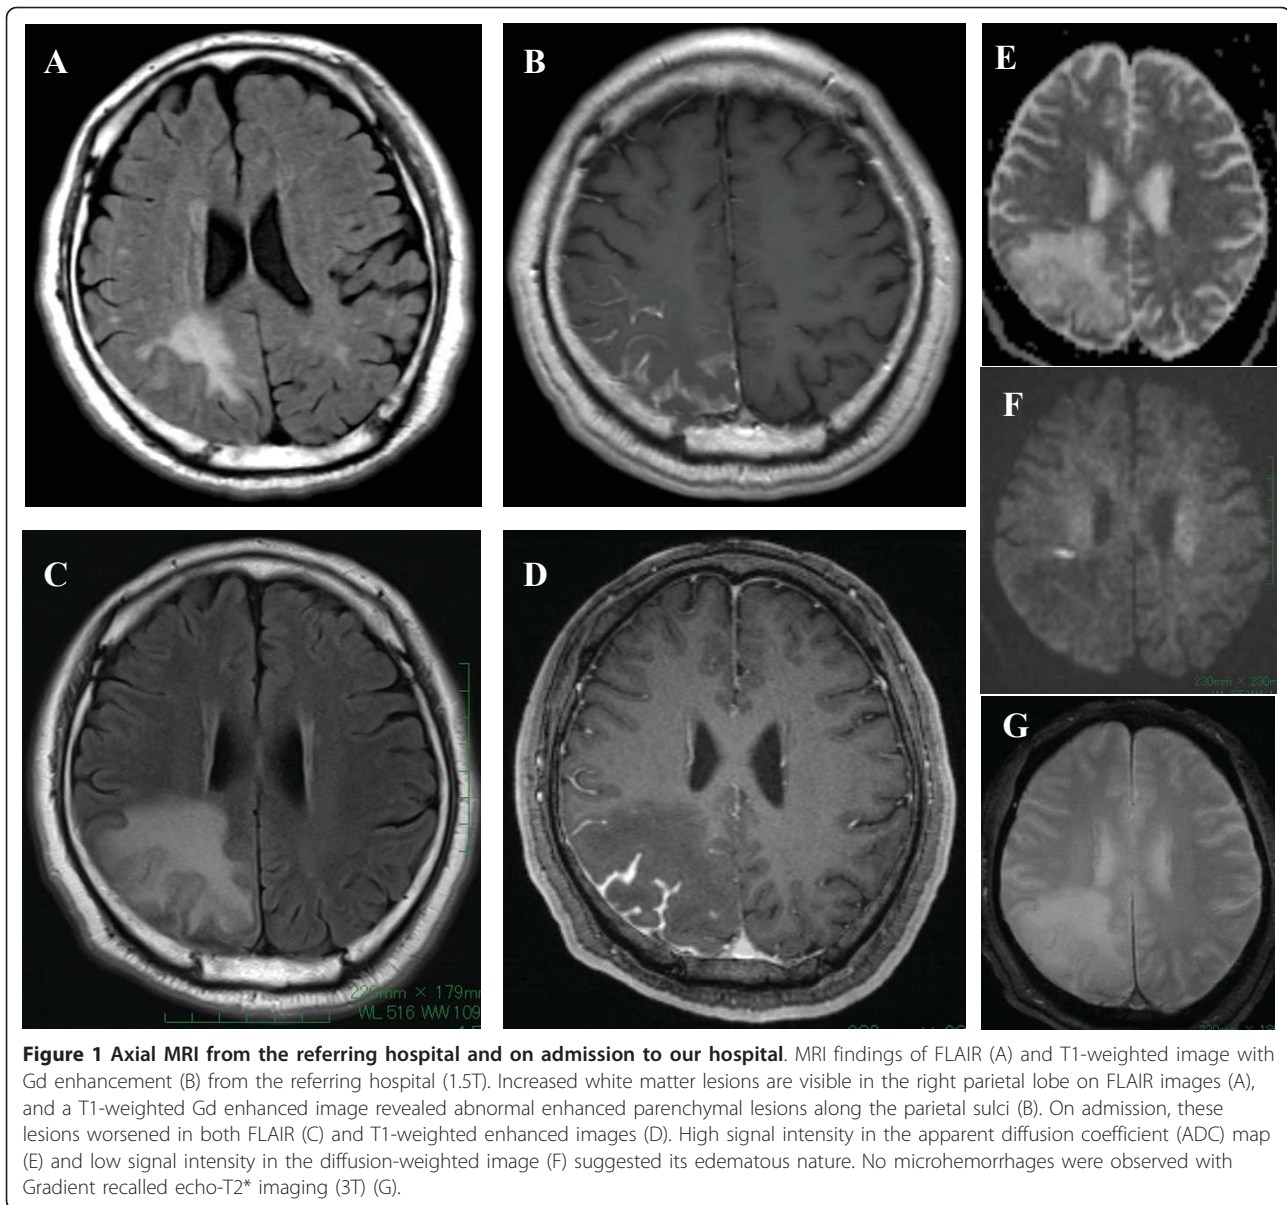 A
B
E
F
C
D
G
230mm × 230m
226mm × 179m
WL 516 WW 109
Figure 1 Axial MRI from the referring hospital and on admission to our hospital. MRI findings of FLAIR (A) and T1-weighted image with
Gd enhancement (B) from the referring hospital (1.5T). Increased white matter lesions are visible in the right parietal lobe on FLAIR images (A),
and a T1-weighted Gd enhanced image revealed abnormal enhanced parenchymal lesions along the parietal sulci (B). On admission, these
lesions worsened in both FLAIR (C) and T1-weighted enhanced images (D). High signal intensity in the apparent diffusion coefficient (ADC) map
(E) and low signal intensity in the diffusion-weighted image (F) suggested its edematous nature. No microhemorrhages were observed with
Gradient recalled echo-T2* imaging (3T) (G).